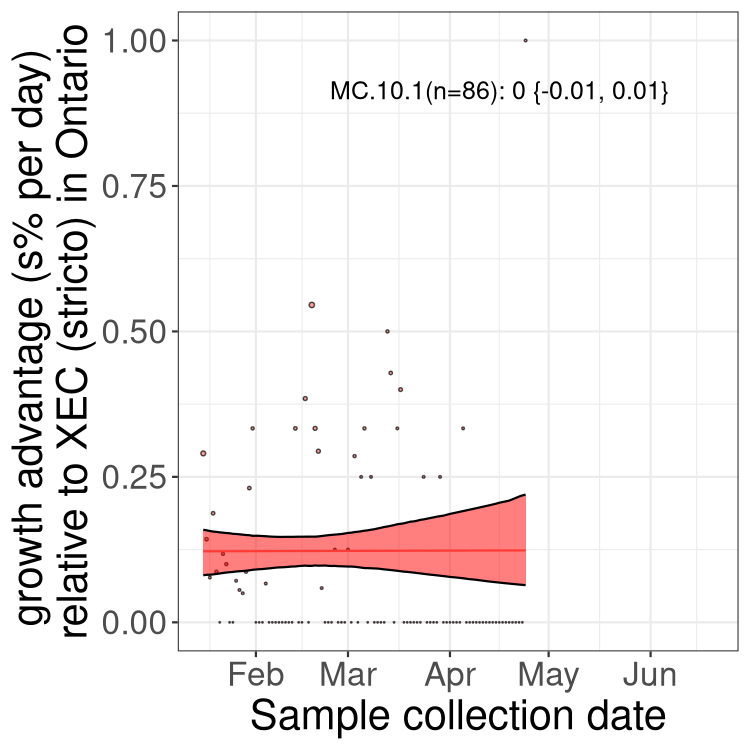 growth advantage (s% per day)
relative to XEC (stricto) in Ontario
1.00
0.75
0.50
0.25
0.00
MC.10.1(n=86): 0 {-0.01, 0.01}
Feb Mar Apr May Jun
Sample collection date